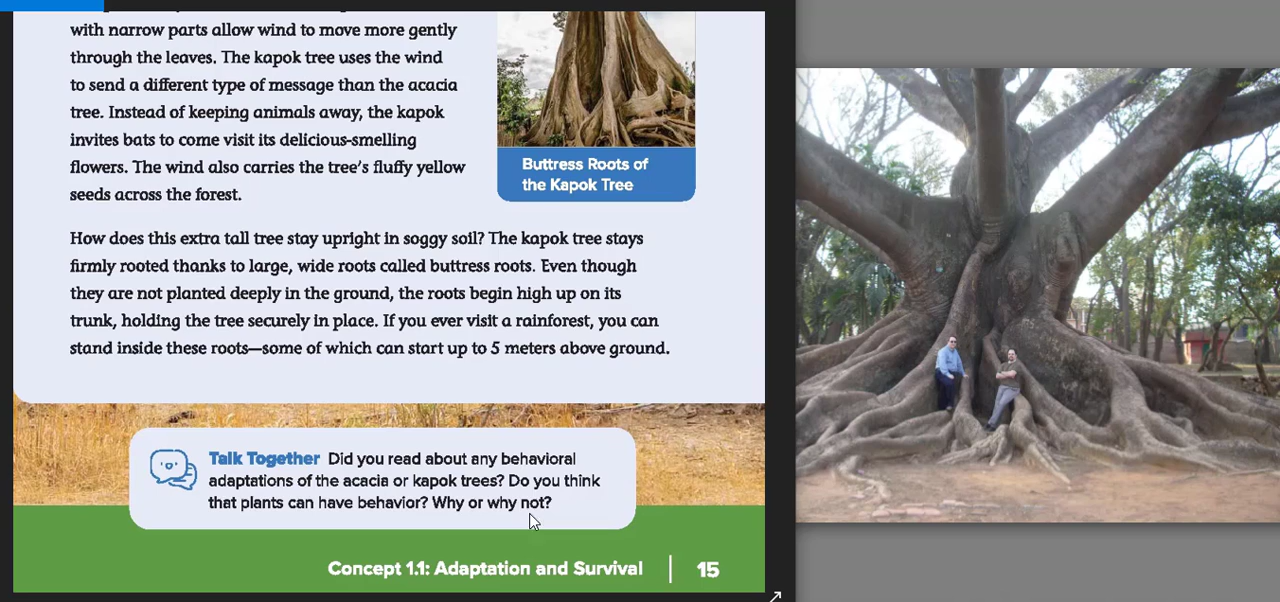 with narrow parts allow wind to move more gently
through the leaves. The kapok tree uses the wind
to send a different type of message than the acacia
tree. Instead of keeping animals away, the kapok
invites bats to come visit its delicious-smelling
flowers. The wind also carries the tree's fluffy yellow
seeds across the forest.
Buttress Roots of
the Kapok Tree
How does this extra tall tree stay upright in soggy soil? The kapok tree stays
firmly rooted thanks to large, wide roots called buttress roots. Even though
they are not planted deeply in the ground, the roots begin high up on its
trunk, holding the tree securely in place. If you ever visit a rainforest, you can
stand inside these roots—some of which can start up to 5 meters above ground.
Talk Together Did you read about any behavioral
adaptations of the acacia or kapok trees? Do you think
that plants can have behavior? Why or why not?
Concept 1.1: Adaptation and Survival 15